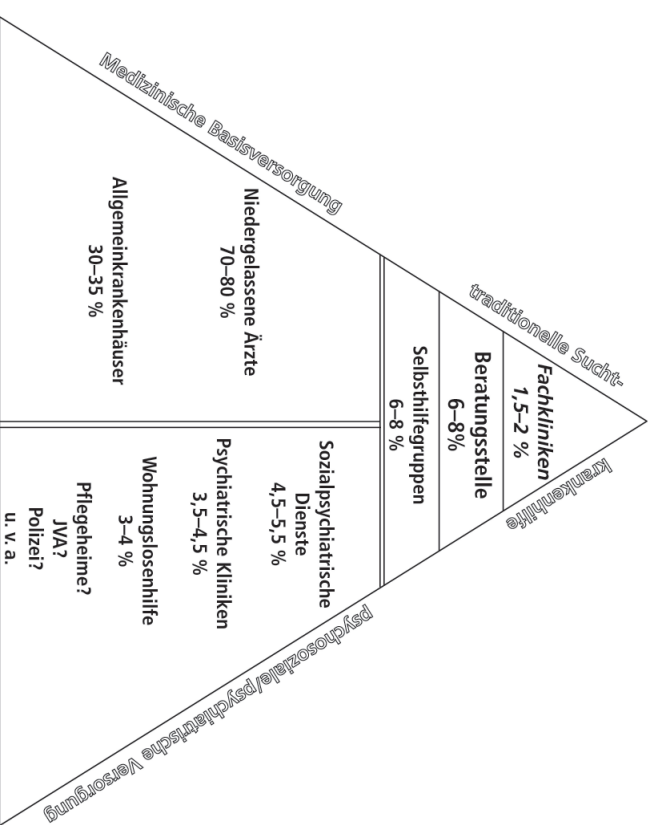 traditionelle Sucht-
krankenhilfe
Fachkliniken
1,5–2 %
Beratungsstelle
6–8%
Selbsthilfegruppen
6–8 %
Medizinische Basisversorgung
Niedergelassene Ärzte
70–80 %
Allgemeinkrankenhäuser
30–35 %
psychosoziale/psychiatrische Versorgung
Sozialpsychiatrische
Dienste
4,5–5,5 %
Psychiatrische Kliniken
3,5–4,5 %
Wohnungslosenhilfe
3–4 %
Pflegeheime?
JVA?
Polizei?
u. v. a.